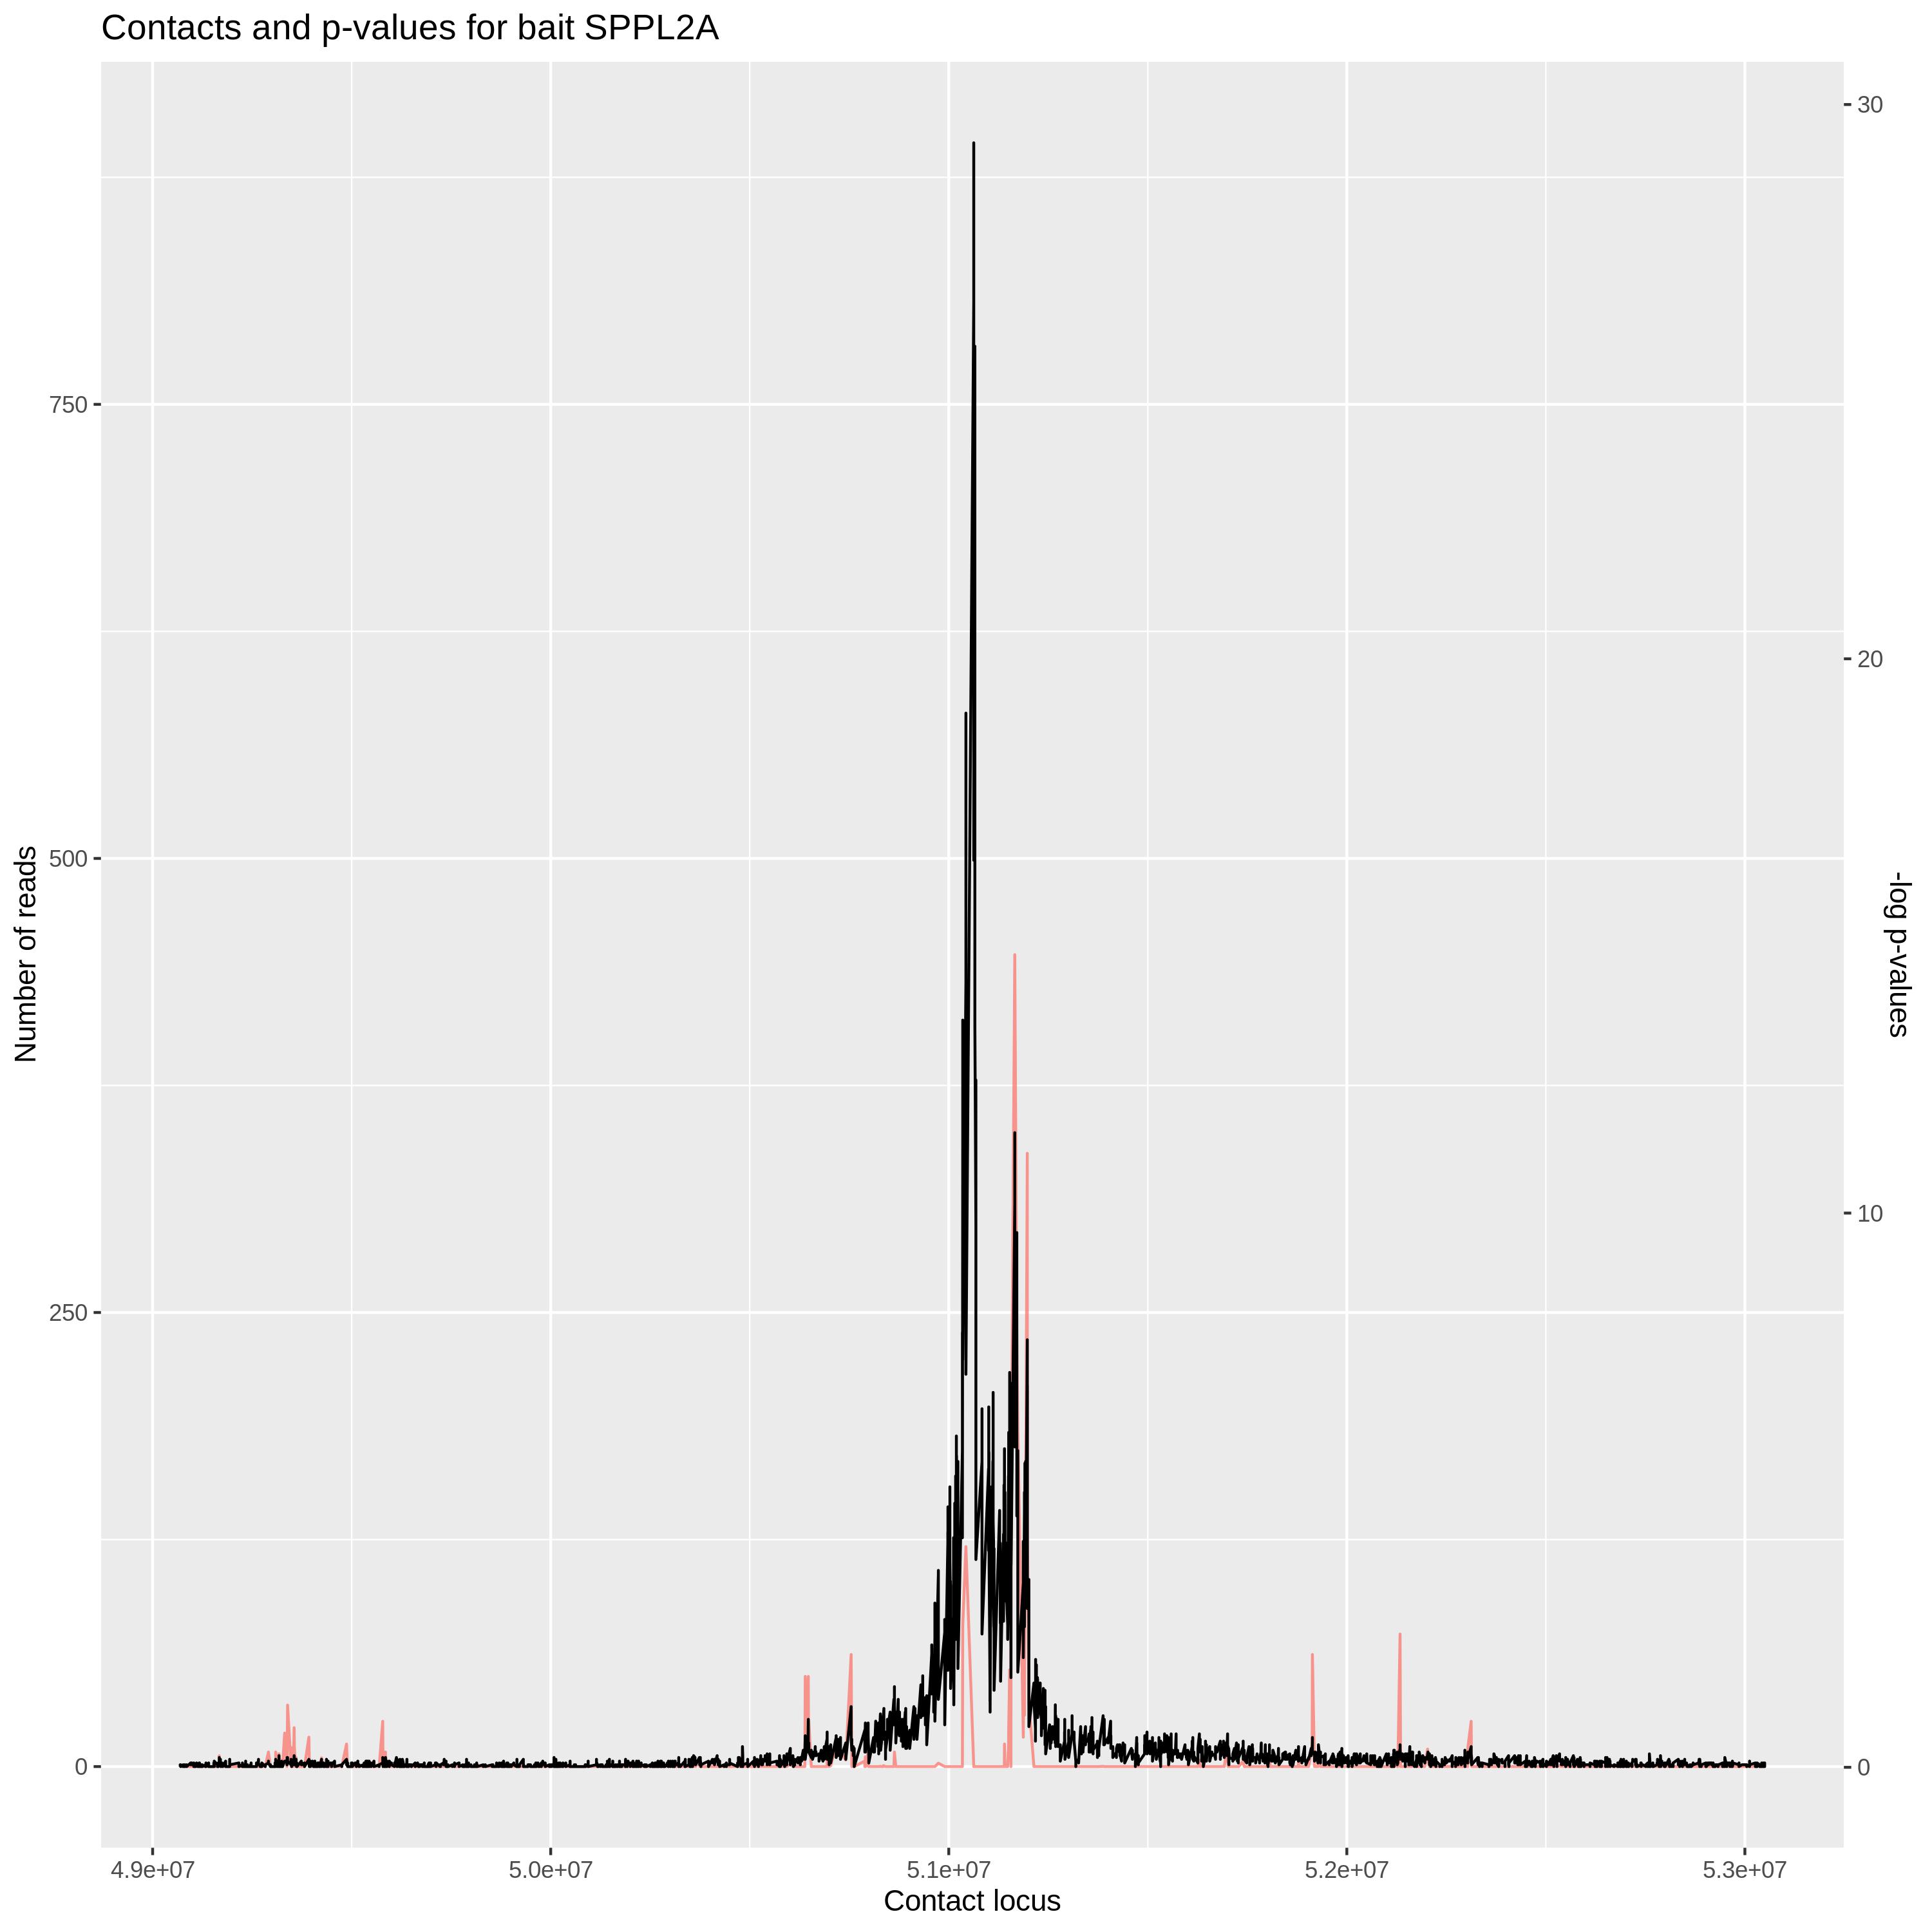 Contacts and p-values for bait SPPL2A
30
750
20
500
Number of reads
-log p-values
10
250
0
0
4.9e+07
5.0e+07
5.1e+07
5.2e+07
5.3e+07
Contact locus